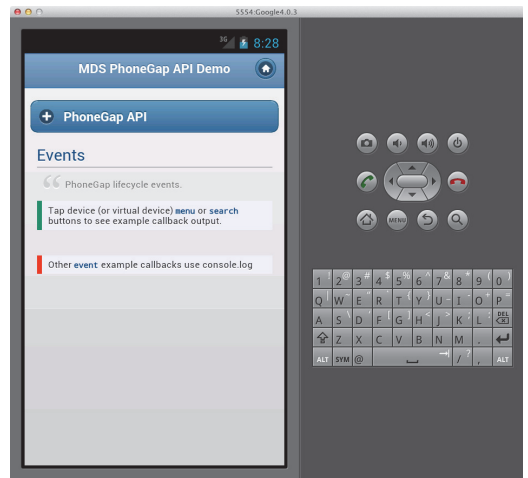 5554:Google4.0.3
3G 8:28
MDS PhoneGap API Demo
PhoneGap API
Events
PhoneGap lifecycle events.
Tap device (or virtual device) menu or search
buttons to see example callback output.
Other event example callbacks use console.log
MENU
1 ! 2 @ 3 # 4 $ 5 % 6 ^ 7 & 8 * 9 ( 0 )
Q | W ~ E " R ` T { Y } U _ I - O + P =
A S \ D ' F [ G ] H < J > K ; L : DEL
Z X C V B N M .
ALT SYM @ / ? , ALT